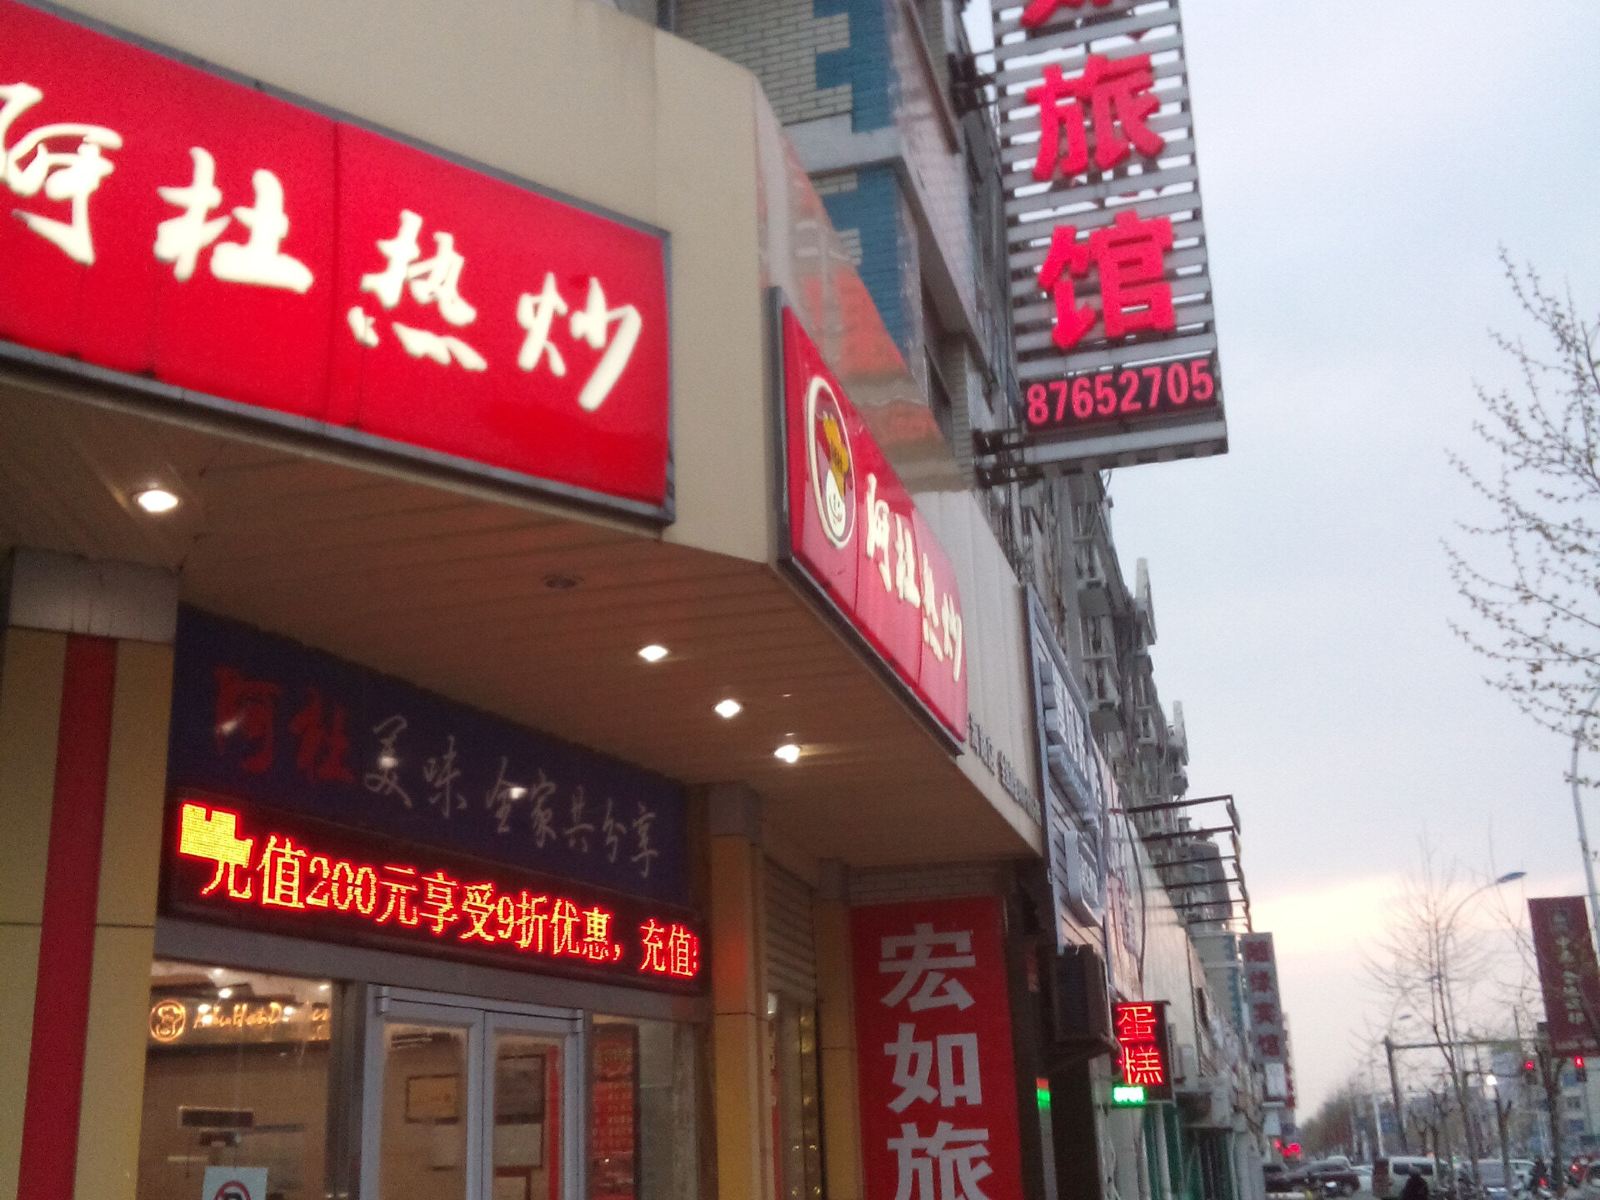 阿杜热炒
旅馆
87652705
阿杜热炒
阿杜美味 全家共分享
充值200元享受9折优惠，充值
宏如旅
蛋糕